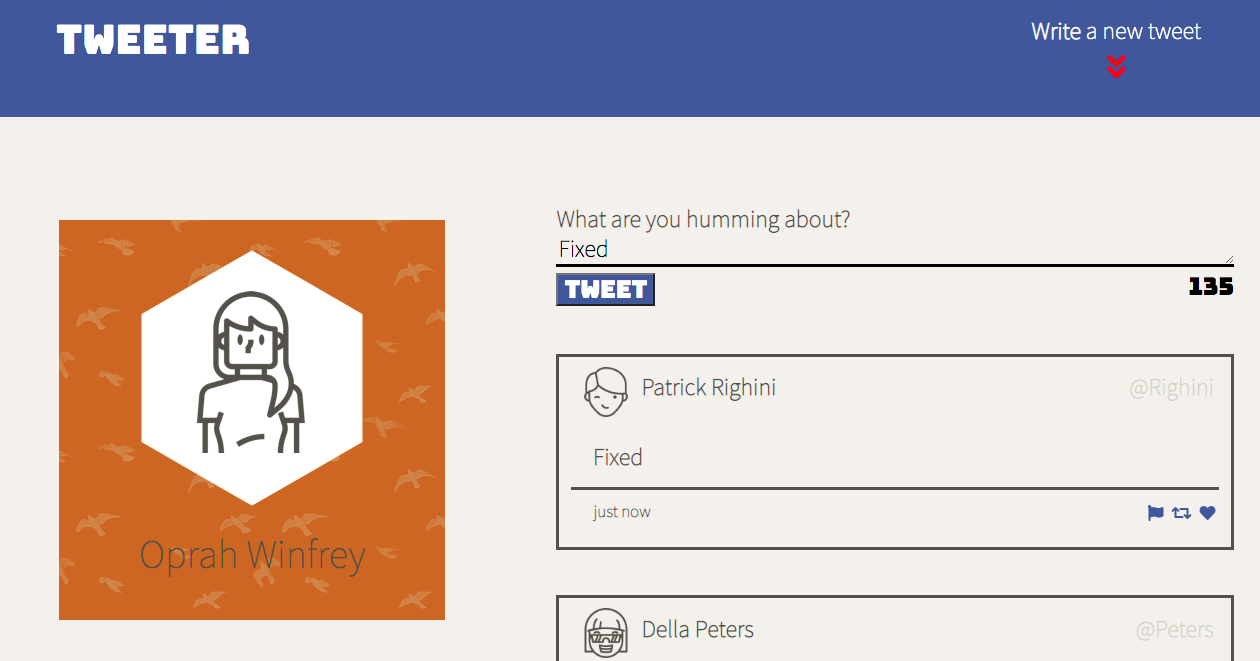 TWEETER
Write a new tweet
Oprah Winfrey
What are you humming about?
Fixed
TWEET
135
Patrick Righini
@Righini
Fixed
just now
Della Peters
@Peters